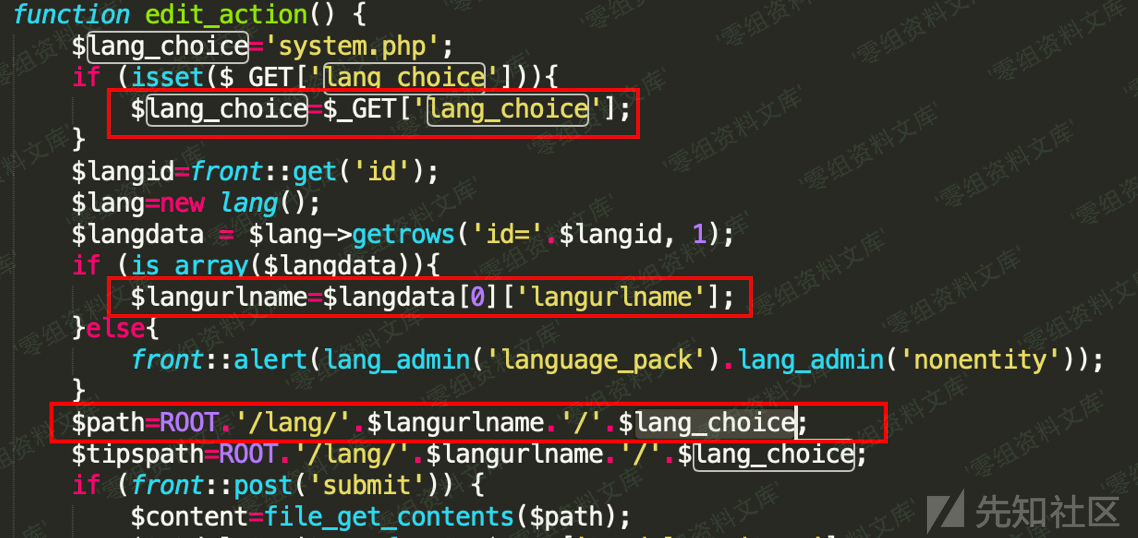 function edit_action() {
$lang_choice='system.php';
if (isset($_GET['lang_choice'])){
$lang_choice=$_GET['lang_choice'];
}
$langid=front::get('id');
$lang=new lang();
$langdata = $lang->getrows('id='.$langid, 1);
if (is_array($langdata)){
$langurlname=$langdata[0]['langurlname'];
}else{
front::alert(lang_admin('language_pack').lang_admin('nonentity'));
}
$path=ROOT.'/lang/'.$langurlname.'/'.$lang_choice;
$tipspath=ROOT.'/lang/'.$langurlname.'/'.$lang_choice;
if (front::post('submit')) {
$content=file_get_contents($path);
先知社区
'零组资料文库'